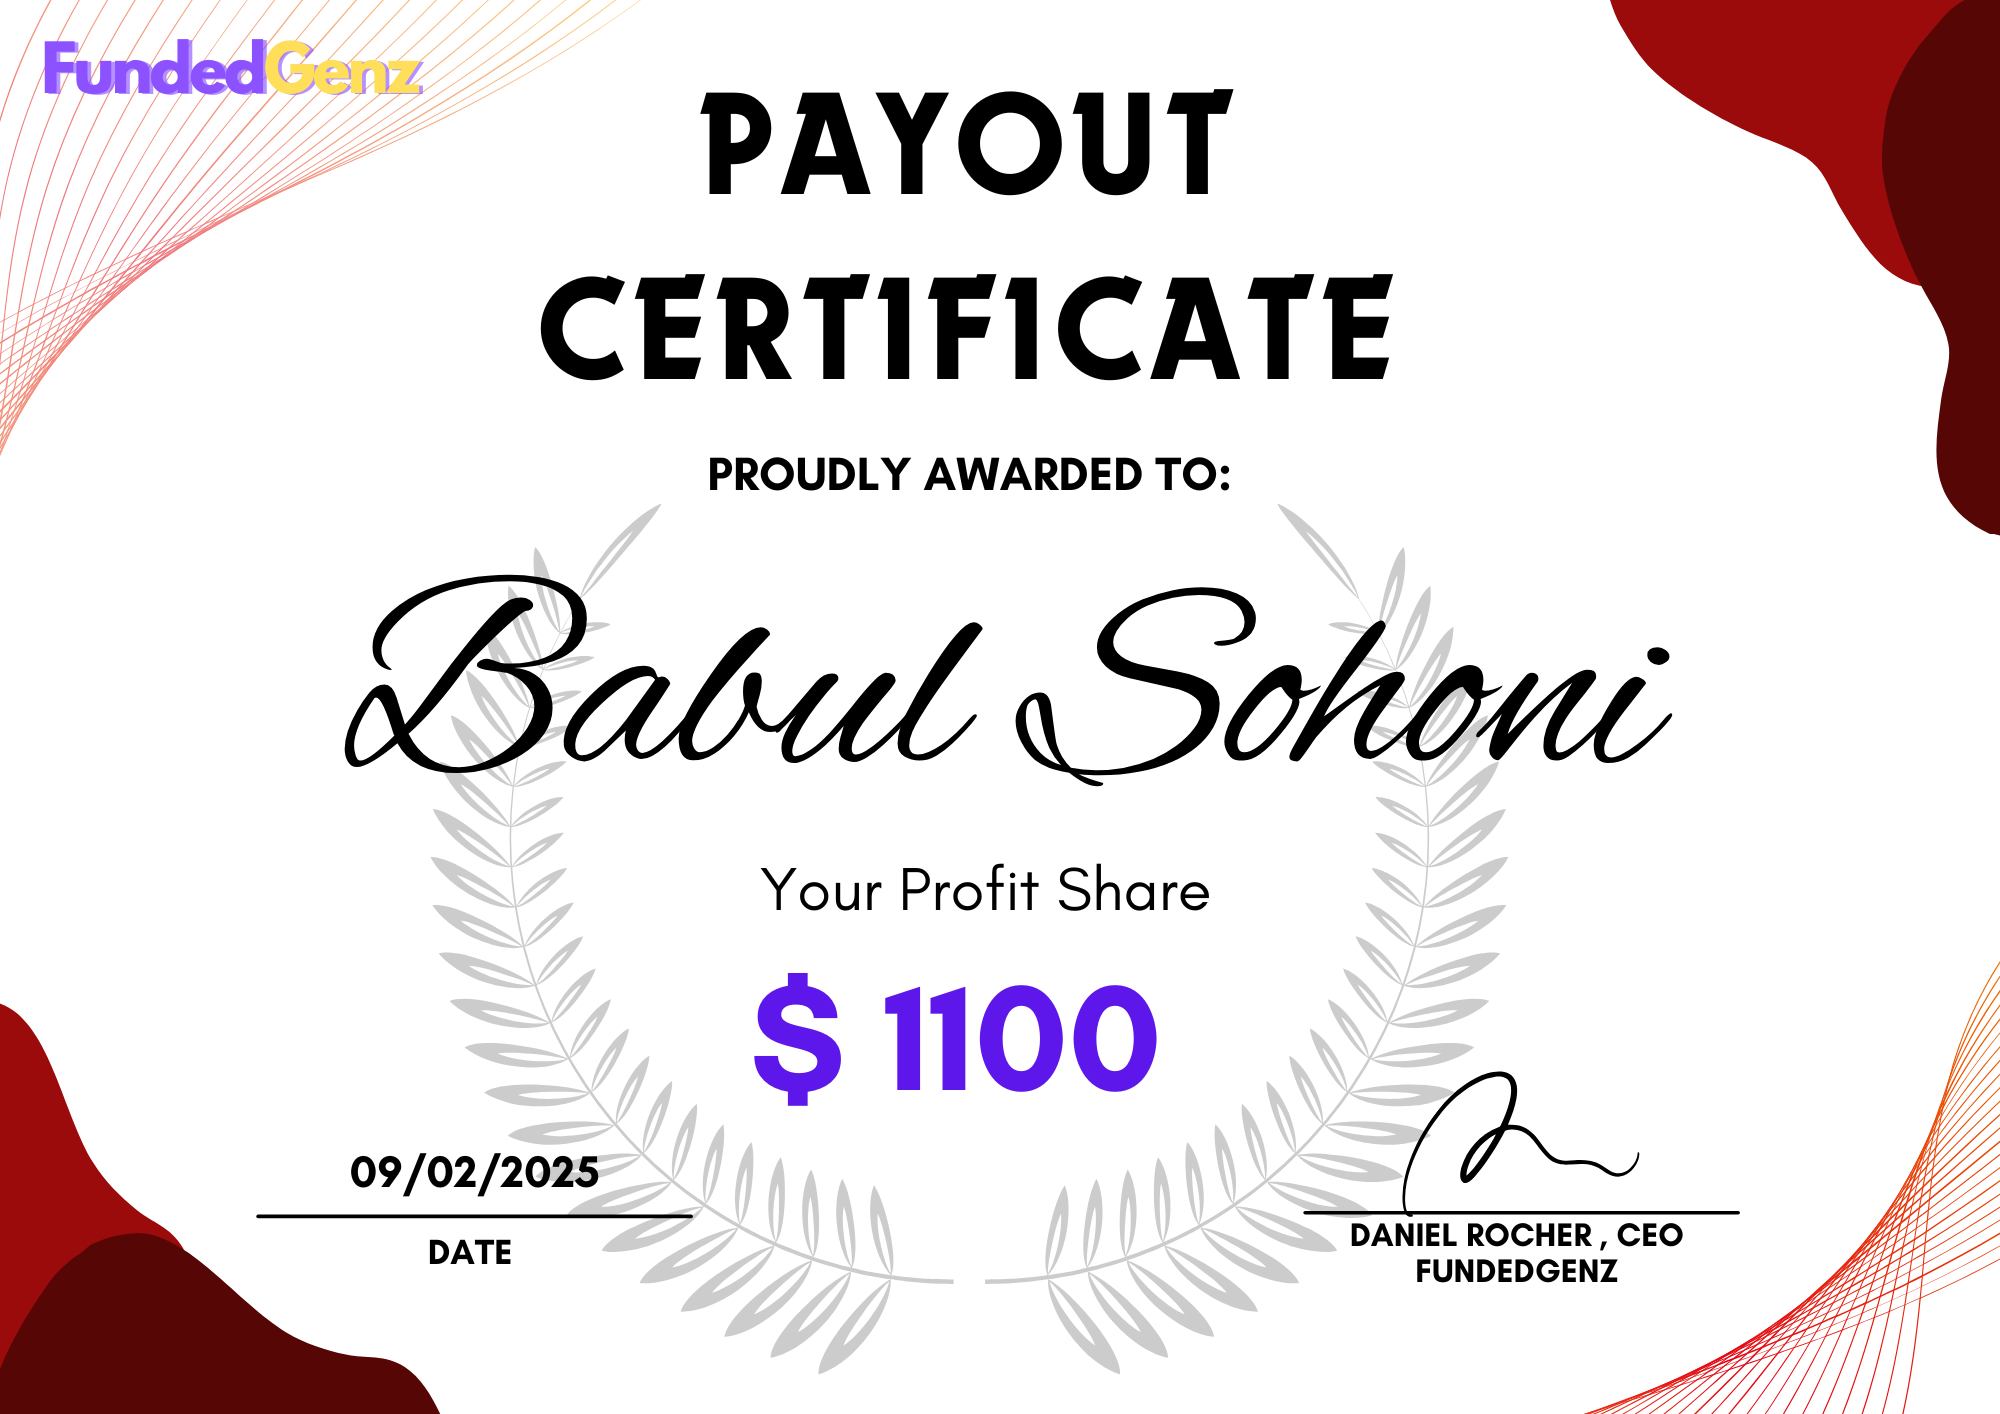 FundedGenz
PAYOUT
CERTIFICATE
PROUDLY AWARDED TO:
Babul Sohoni
Your Profit Share
$ 1100
09/02/2025
DATE
DANIEL ROCHER , CEO
FUNDEDGENZ